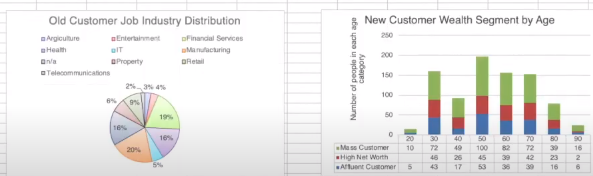 Old Customer Job Industry Distribution
Argiculture Entertainment Financial Services
Health IT Manufacturing
n/a Property Retail
Telecommunications
2% 3% 4%
6% 9% 19%
16% 16%
20% 5%
New Customer Wealth Segment by Age
Number of people in each age category
250
200
150
100
50
0
20 30 40 50 60 70 80 90
Mass Customer 10 72 49 100 82 72 39 16
High Net Worth 46 26 45 39 42 23 2
Affluent Customer 5 43 17 53 36 39 16 6